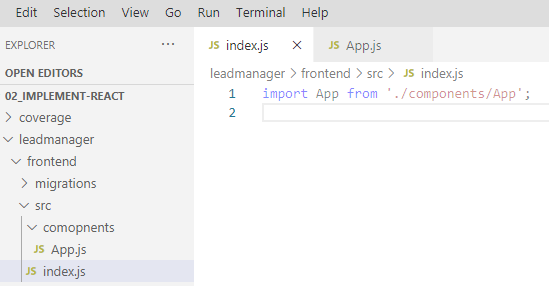 Edit Selection View Go Run Terminal Help
EXPLORER ... JS index.js × JS App.js
OPEN EDITORS leadmanager > frontend > src > JS index.js
02_IMPLEMENT-REACT 1 import App from './components/App';
coverage 2
leadmanager
frontend
migrations
src
comopnents
JS App.js
JS index.js